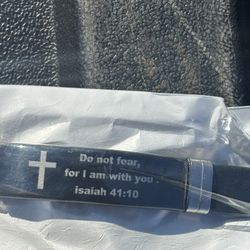 Do not fear,
for I am with you .
isaiah 41:10